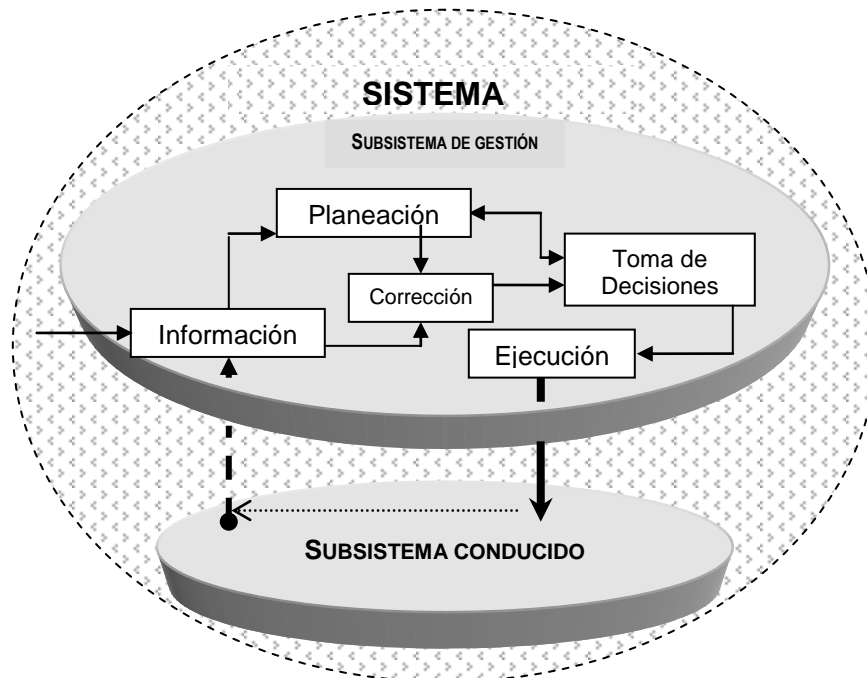 SISTEMA
SUBSISTEMA DE GESTIÓN
Planeación
Toma de
Decisiones
Corrección
Información
Ejecución
SUBSISTEMA CONDUCIDO